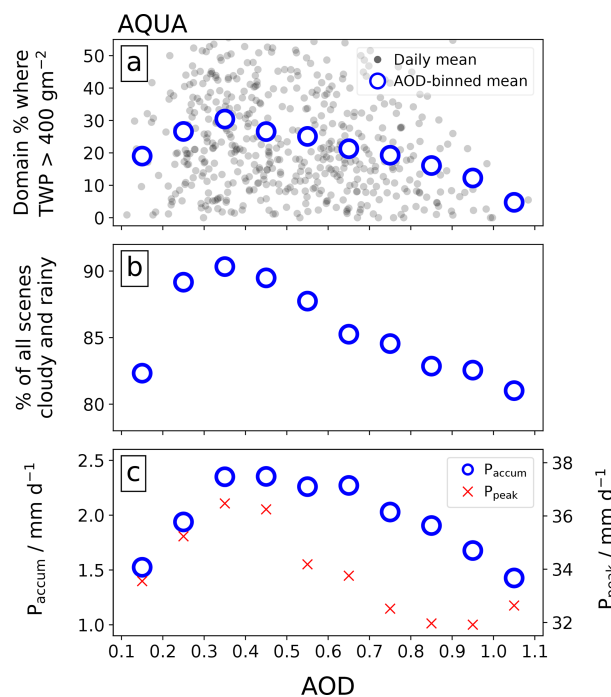 AQUA
a
Daily mean
AOD-binned mean
Domain % where
TWP > 400 gm⁻²
50
40
30
20
10
0
b
% of all scenes
cloudy and rainy
90
85
80
c
P_accum
P_peak
P_accum / mm d⁻¹
2.5
2.0
1.5
1.0
38
36
34
32
P_peak / mm d⁻¹
0.1 0.2 0.3 0.4 0.5 0.6 0.7 0.8 0.9 1.0 1.1
AOD